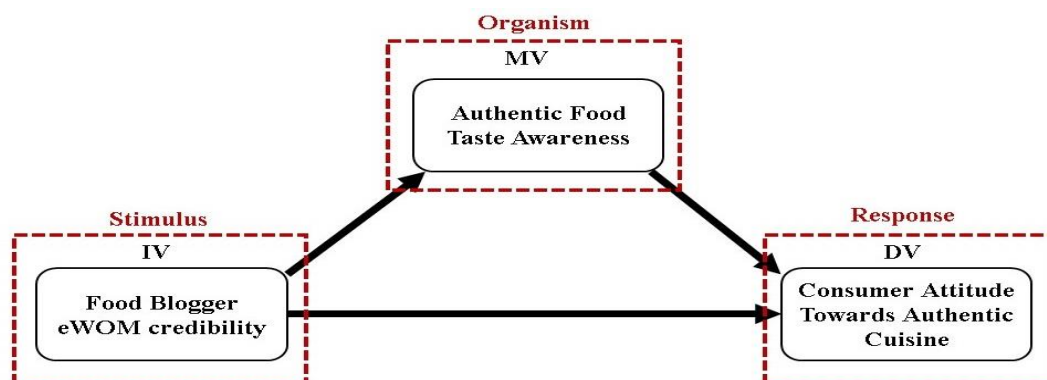 Organism
MV
Authentic Food
Taste Awareness
Stimulus
IV
Food Blogger
eWOM credibility
Response
DV
Consumer Attitude
Towards Authentic
Cuisine